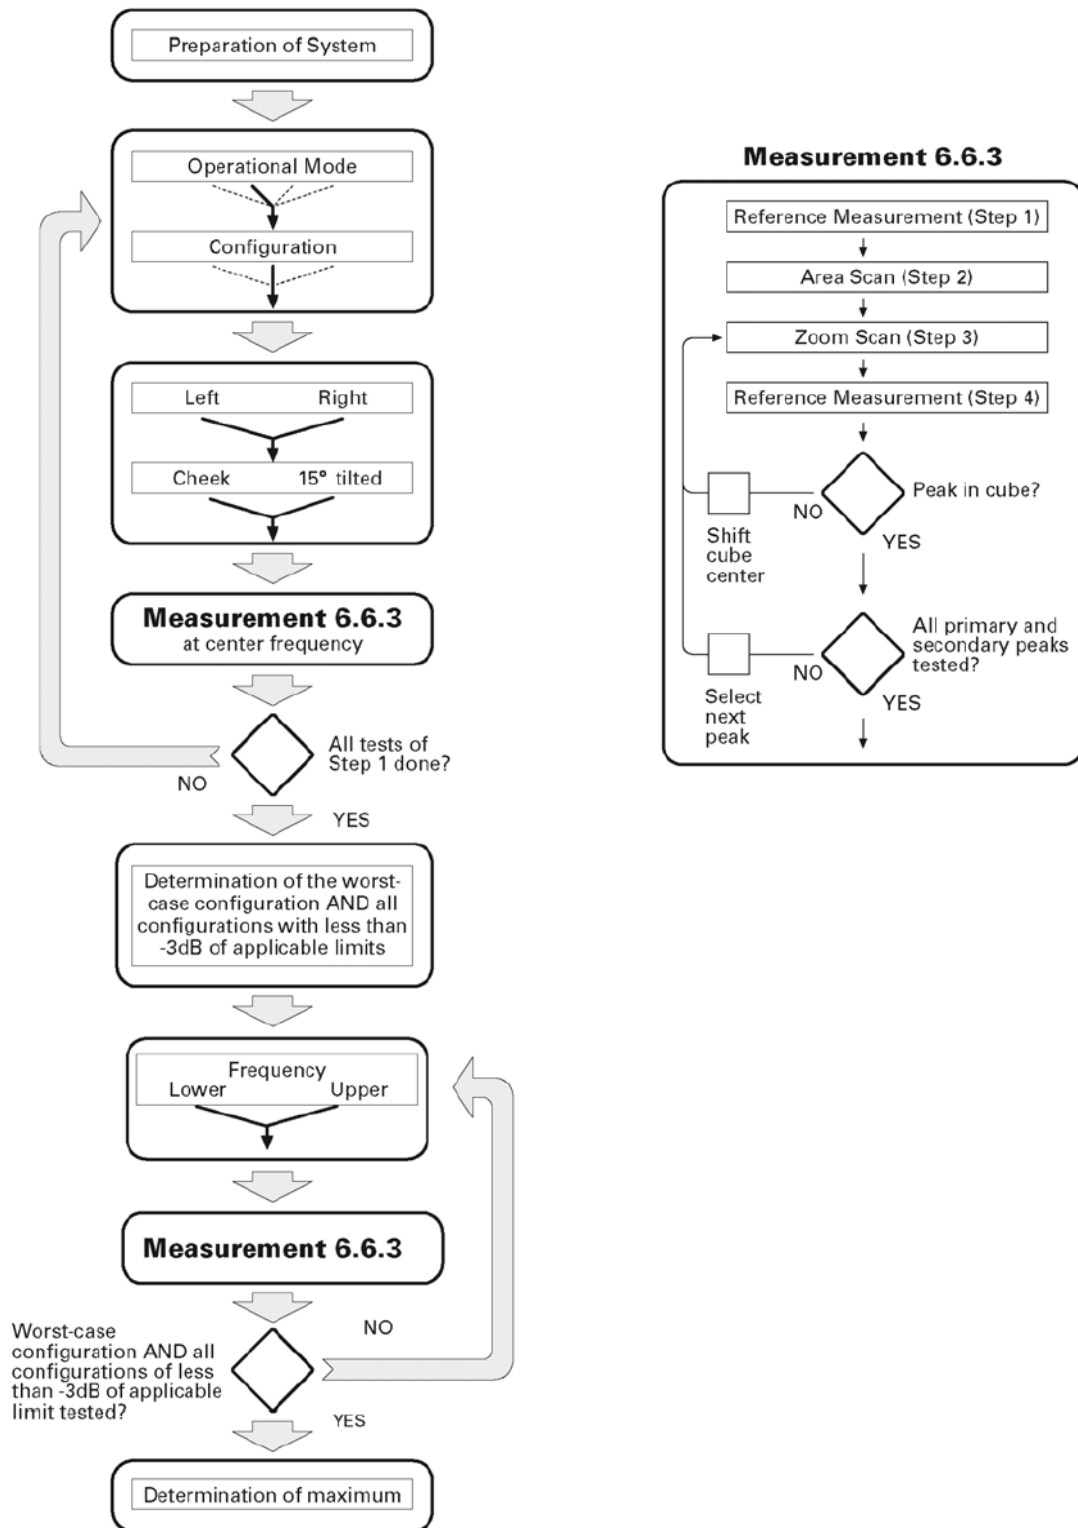 Preparation of System
Operational Mode
Configuration
Left Right
Cheek 15° tilted
Measurement 6.6.3
at center frequency
All tests of
Step 1 done?
NO
YES
Determination of the worst-
case configuration AND all
configurations with less than
-3dB of applicable limits
Frequency
Lower Upper
Measurement 6.6.3
NO
Worst-case
configuration AND all
configurations of less
than -3dB of applicable
limit tested?
YES
Determination of maximum
Measurement 6.6.3
Reference Measurement (Step 1)
Area Scan (Step 2)
Zoom Scan (Step 3)
Reference Measurement (Step 4)
Peak in cube?
NO
Shift
cube
center
YES
All primary and
secondary peaks
tested?
NO
Select
next
peak
YES